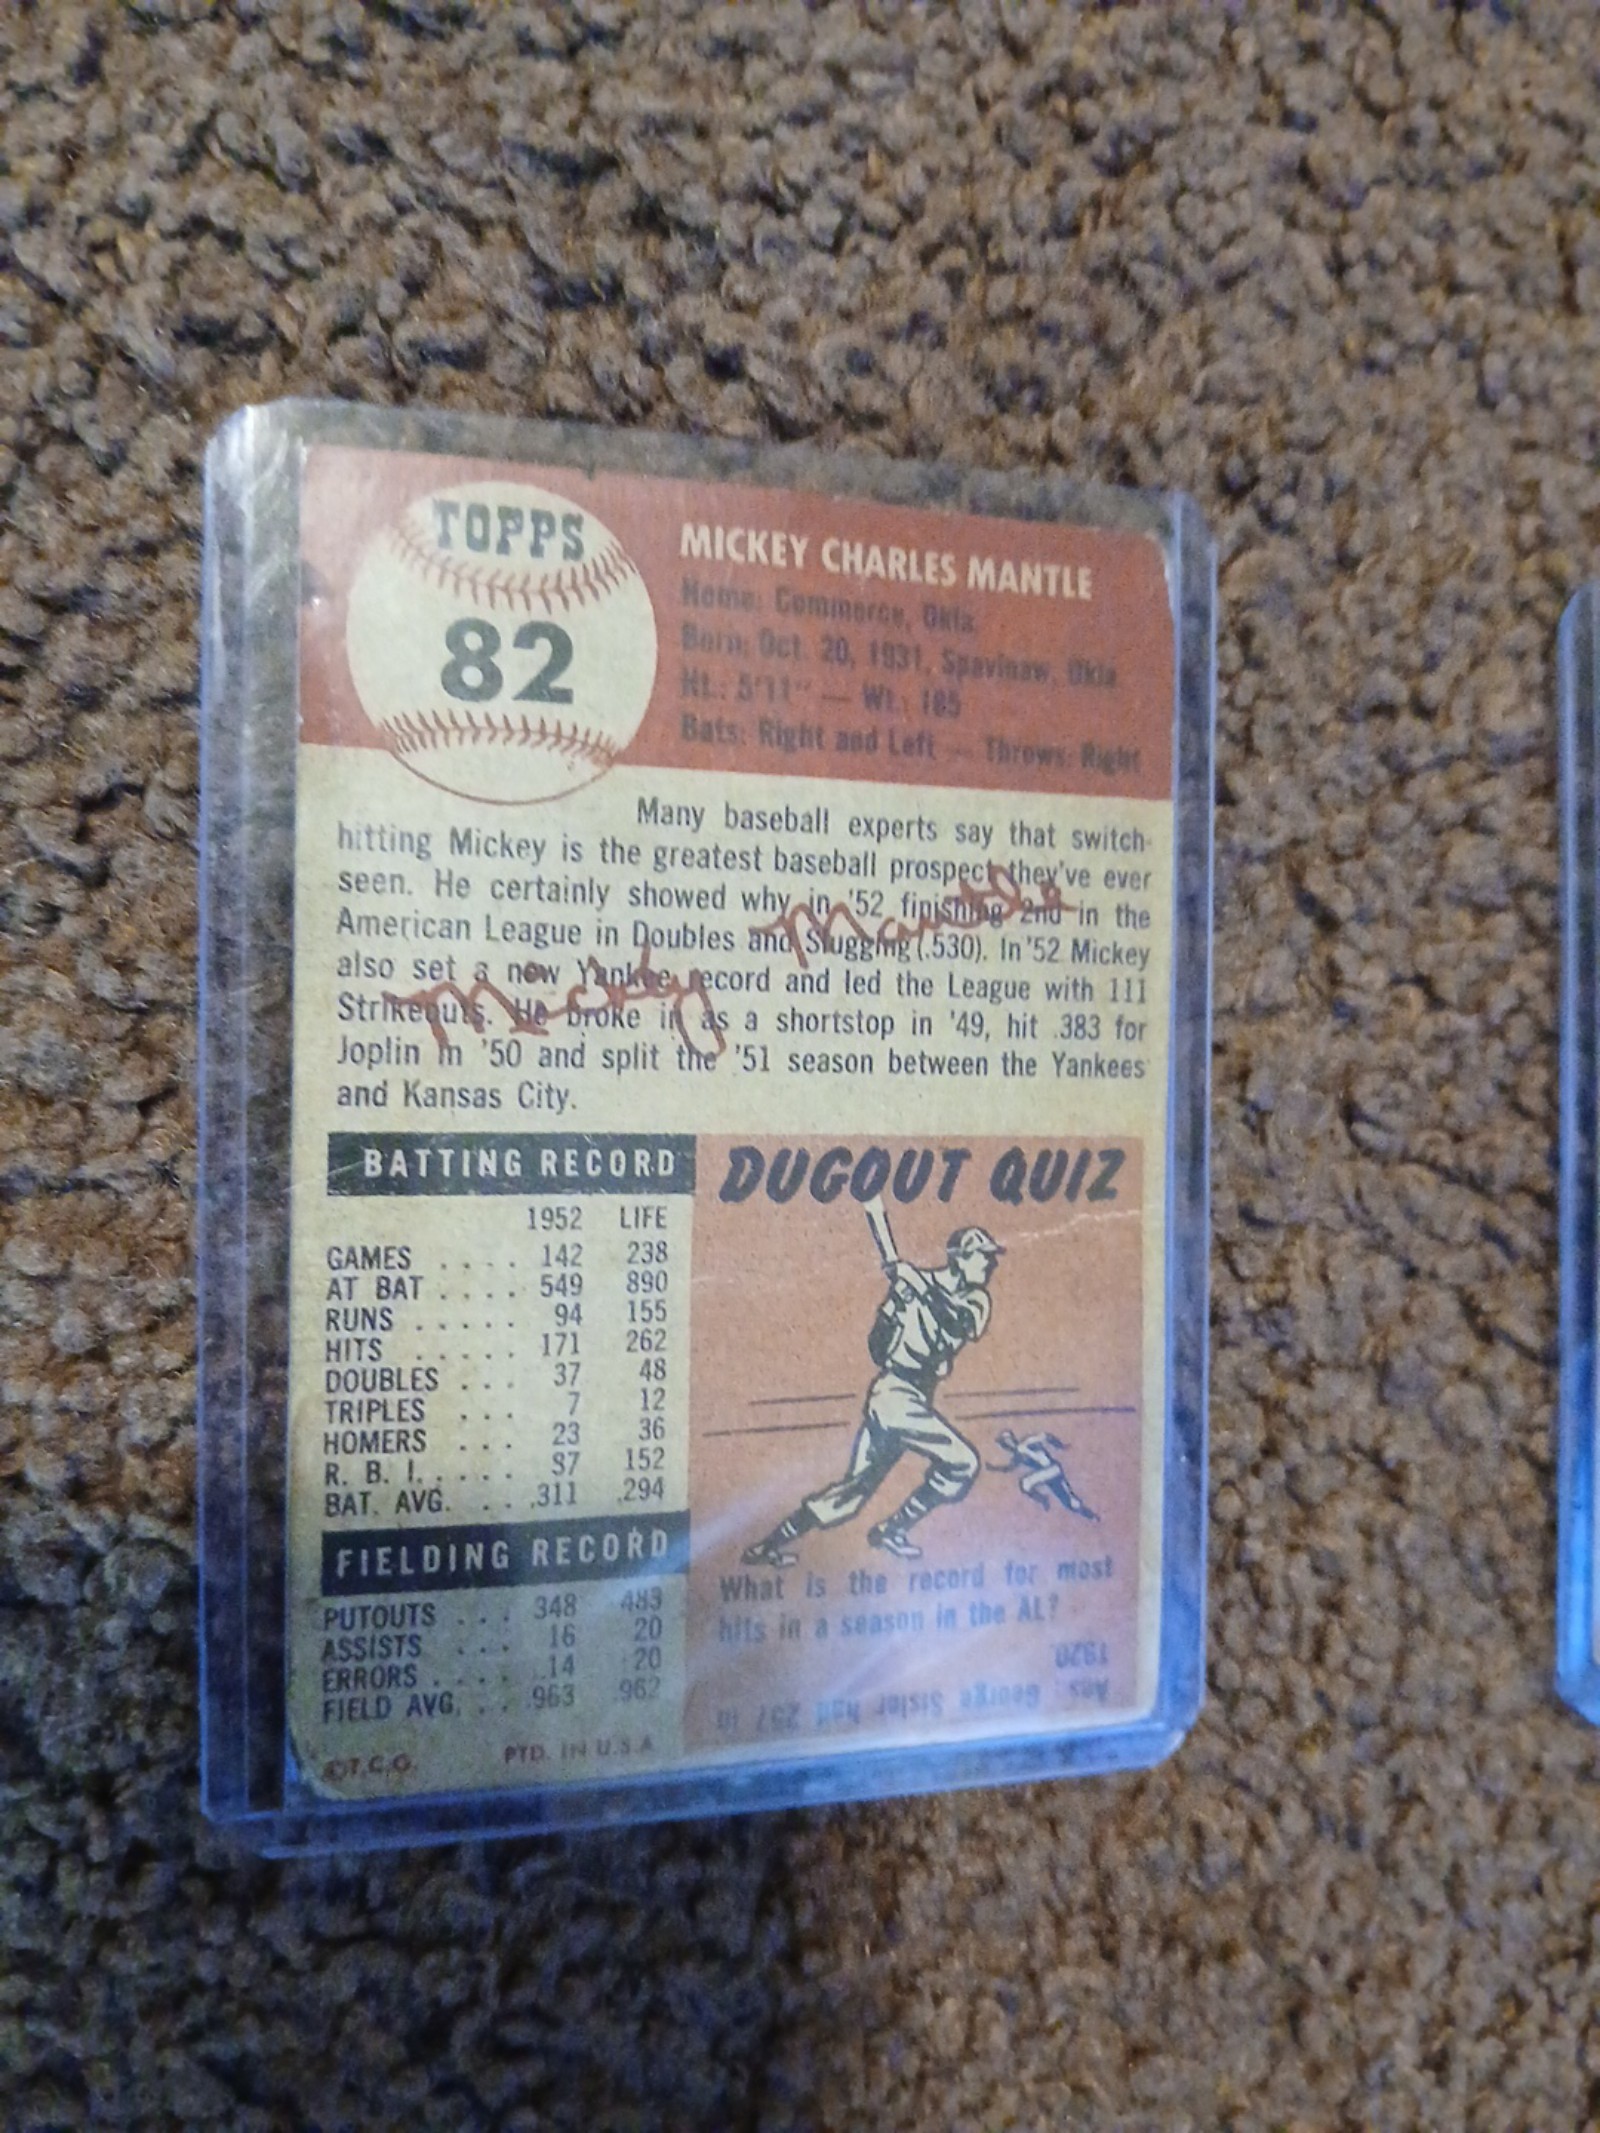 TOPPS
82
MICKEY CHARLES MANTLE
Home: Commerce, Okla.
Born: Oct. 20, 1931, Spavinaw, Okla.
Ht.: 5'11" — Wt.: 185
Bats: Right and Left — Throws: Right
Many baseball experts say that switch-
hitting Mickey is the greatest baseball prospect they've ever
seen. He certainly showed why in '52 finishing 2nd in the
American League in Doubles and Slugging (.530). In '52 Mickey
also set a new Yankee record and led the League with 111
Strikeouts. He broke in as a shortstop in '49, hit .383 for
Joplin in '50 and split the '51 season between the Yankees
and Kansas City.
Mickey Mantle
BATTING RECORD
1952 LIFE
GAMES . . . . 142 238
AT BAT . . . . 549 890
RUNS . . . . . 94 155
HITS . . . . . 171 262
DOUBLES . . . 37 48
TRIPLES . . . 7 12
HOMERS . . . 23 36
R. B. I. . . . . 87 152
BAT. AVG. . . .311 .294
FIELDING RECORD
PUTOUTS . . . 348 483
ASSISTS . . . 16 20
ERRORS . . . . 14 20
FIELD AVG. . . .963 .962
©T.C.G. PTD. IN U.S.A.
DUGOUT QUIZ
What is the record for most
hits in a season in the AL?
Ans: George Sisler had 257 in
1920